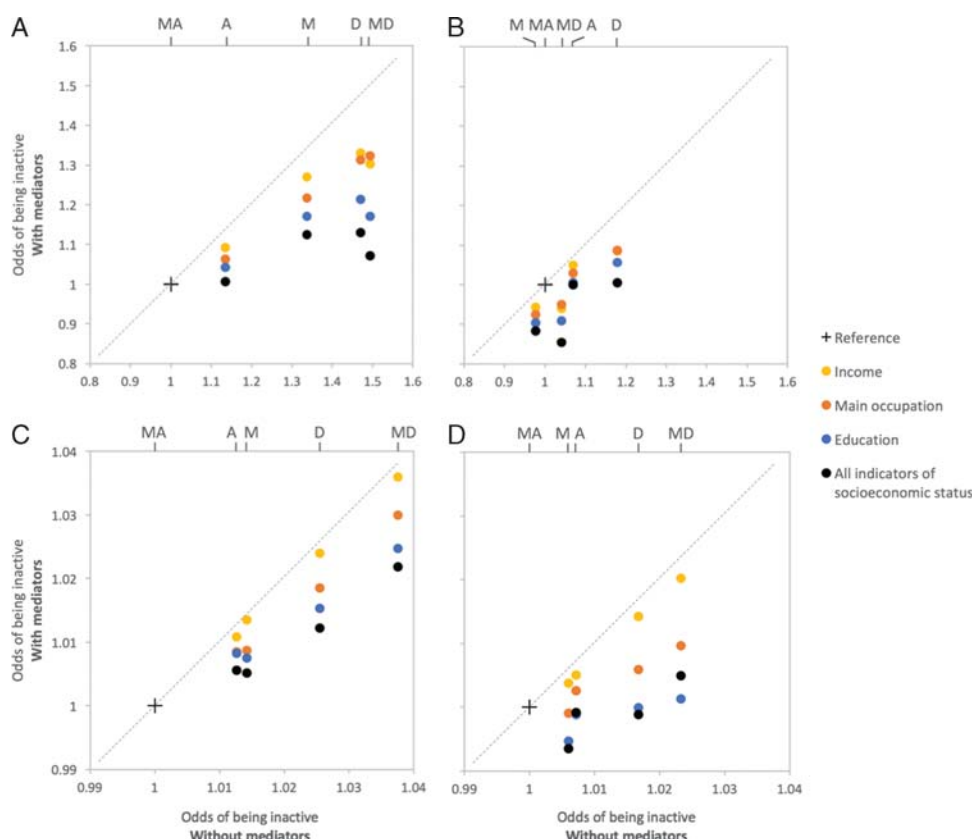 A
MA A M D MD
1.6
1.5
1.4
1.3
1.2
1.1
1
0.9
0.8
0.8 0.9 1 1.1 1.2 1.3 1.4 1.5 1.6
Odds of being inactive
With mediators
B
M MA MD A D
0.8 0.9 1 1.1 1.2 1.3 1.4 1.5 1.6
Reference
Income
Main occupation
Education
All indicators of
socioeconomic status
C
MA A M D MD
1.04
1.03
1.02
1.01
1
0.99
0.99 1 1.01 1.02 1.03 1.04
Odds of being inactive
With mediators
Odds of being inactive
Without mediators
D
MA M A D MD
0.99 1 1.01 1.02 1.03 1.04
Odds of being inactive
Without mediators